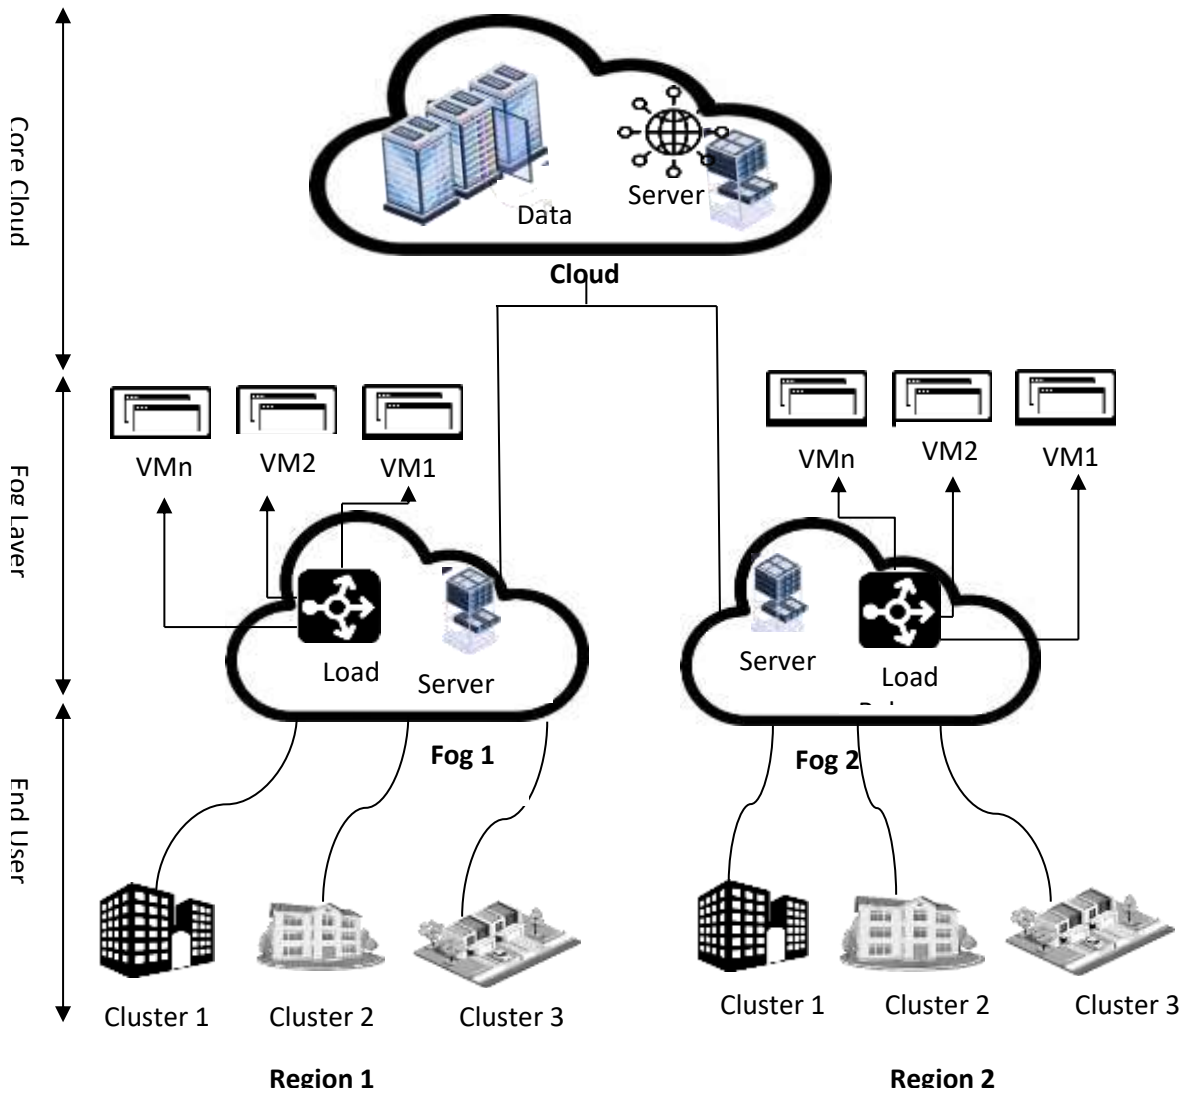 Core Cloud
Data
Server
Cloud
VMn
VM2
VM1
VMn
VM2
VM1
Fog Layer
Load
Server
Server
Load
Fog 1
Fog 2
End User
Cluster 1
Cluster 2
Cluster 3
Cluster 1
Cluster 2
Cluster 3
Region 1
Region 2